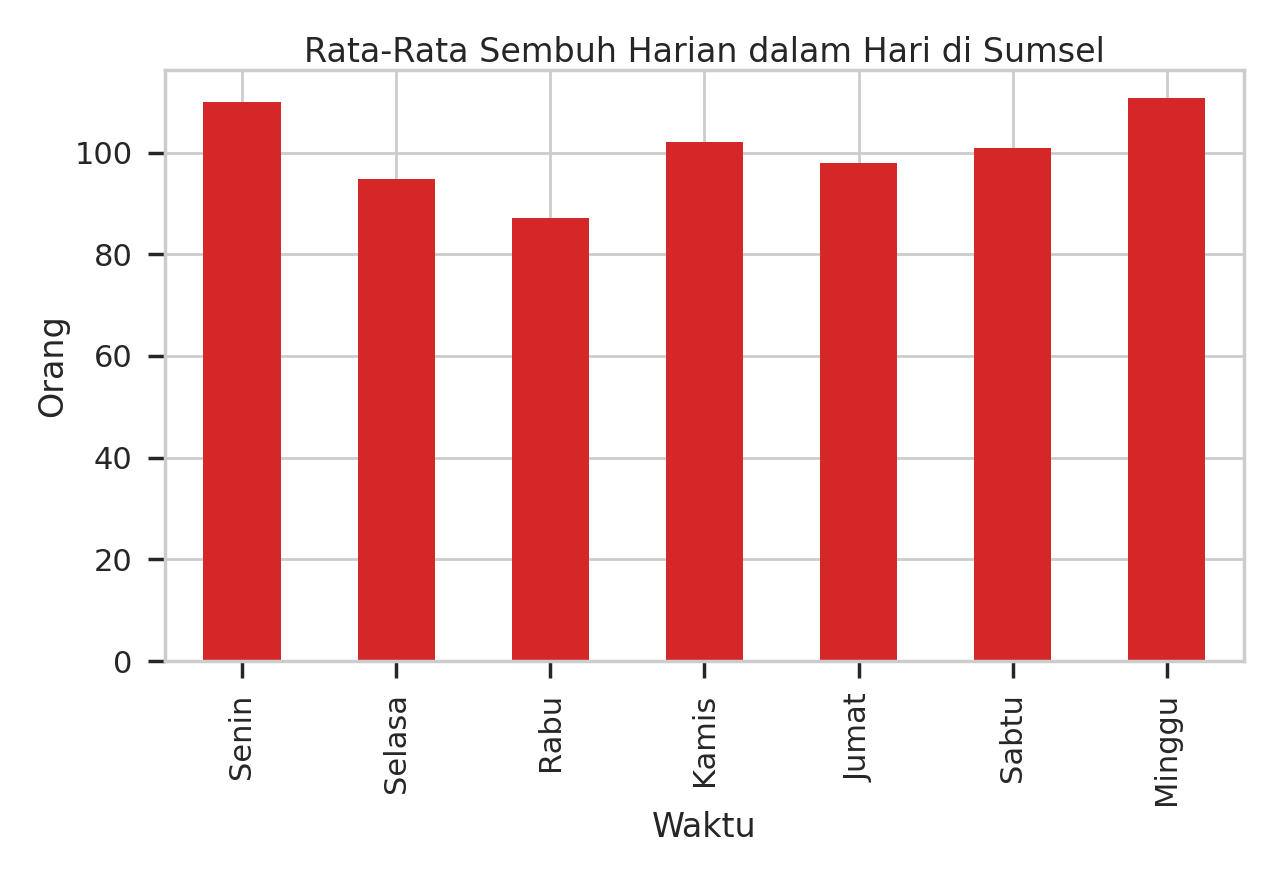 Rata-Rata Sembuh Harian dalam Hari di Sumsel
Orang
100
80
60
40
20
0
Senin
Selasa
Rabu
Kamis
Jumat
Sabtu
Minggu
Waktu